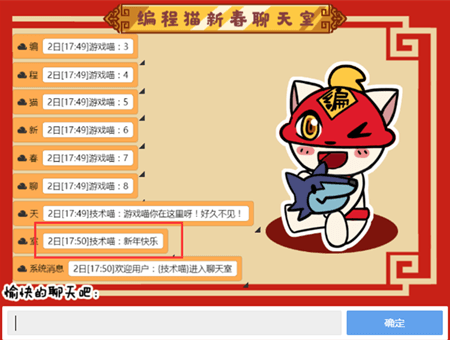 编程猫新春聊天室
编 2日[17:49]游戏喵：3
程 2日[17:49]游戏喵：4
猫 2日[17:49]游戏喵：5
新 2日[17:49]游戏喵：6
春 2日[17:49]游戏喵：7
聊 2日[17:49]游戏喵：8
天 2日[17:49]技术喵：游戏喵你在这里呀！好久不见！
室 2日[17:50]技术喵：新年快乐
系统消息 2日[17:50]欢迎用户：(技术喵)进入聊天室
编
愉快的聊天吧：
确定